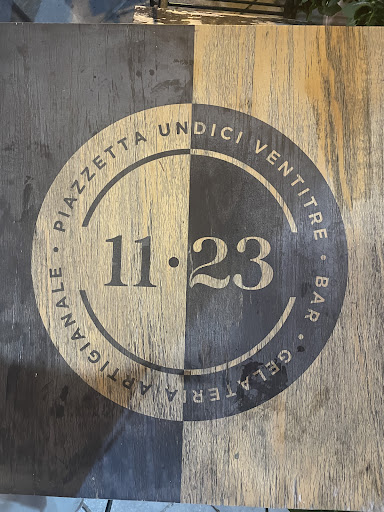 PIAZZETTA UNDICI VENTITRE • BAR • GELATERIA ARTIGIANALE •
11•23